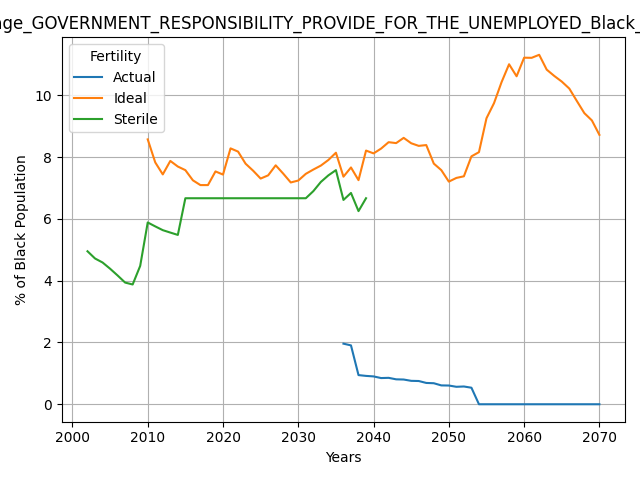 age_GOVERNMENT_RESPONSIBILITY_PROVIDE_FOR_THE_UNEMPLOYED_Black_
Fertility
Actual
Ideal
Sterile
% of Black Population
10
8
6
4
2
0
2000 2010 2020 2030 2040 2050 2060 2070
Years